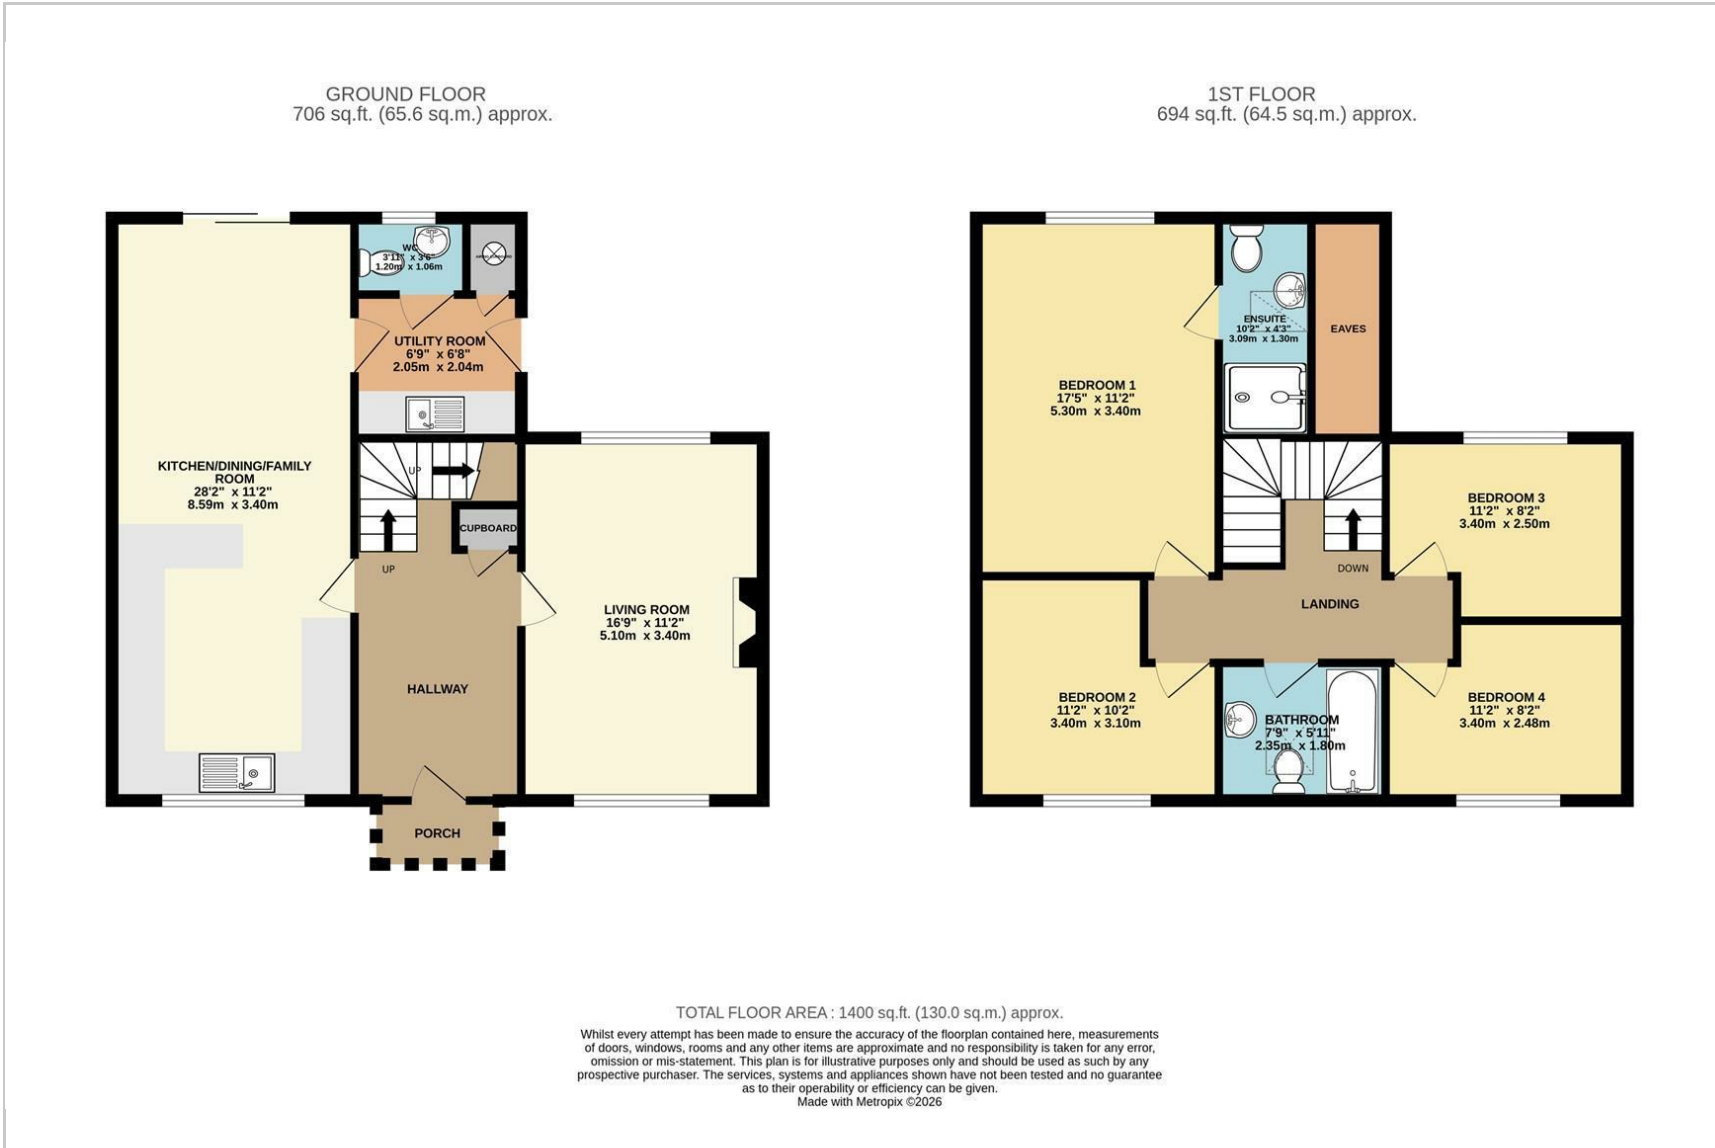 GROUND FLOOR
706 sq.ft. (65.6 sq.m.) approx.
1ST FLOOR
694 sq.ft. (64.5 sq.m.) approx.
WC
3'11" x 3'6"
1.20m x 1.06m
UTILITY ROOM
6'9" x 6'8"
2.05m x 2.04m
KITCHEN/DINING/FAMILY
ROOM
28'2" x 11'2"
8.59m x 3.40m
UP
CUPBOARD
UP
LIVING ROOM
16'9" x 11'2"
5.10m x 3.40m
HALLWAY
PORCH
BEDROOM 1
17'5" x 11'2"
5.30m x 3.40m
ENSUITE
10'2" x 4'3"
3.09m x 1.30m
EAVES
BEDROOM 3
11'2" x 8'2"
3.40m x 2.50m
DOWN
LANDING
BEDROOM 2
11'2" x 10'2"
3.40m x 3.10m
BATHROOM
7'9" x 5'11"
2.35m x 1.80m
BEDROOM 4
11'2" x 8'2"
3.40m x 2.48m
TOTAL FLOOR AREA : 1400 sq.ft. (130.0 sq.m.) approx.
Whilst every attempt has been made to ensure the accuracy of the floorplan contained here, measurements
of doors, windows, rooms and any other items are approximate and no responsibility is taken for any error,
omission or mis-statement. This plan is for illustrative purposes only and should be used as such by any
prospective purchaser. The services, systems and appliances shown have not been tested and no guarantee
as to their operability or efficiency can be given.
Made with Metropix ©2026